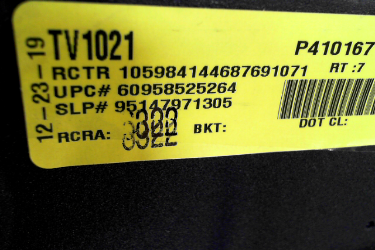 12-23-19
TV1021 P410167
RCTR 105984144687691071 RT :7
UPC# 60958525264
SLP# 95147971305
RCRA: BKT: DOT CL: